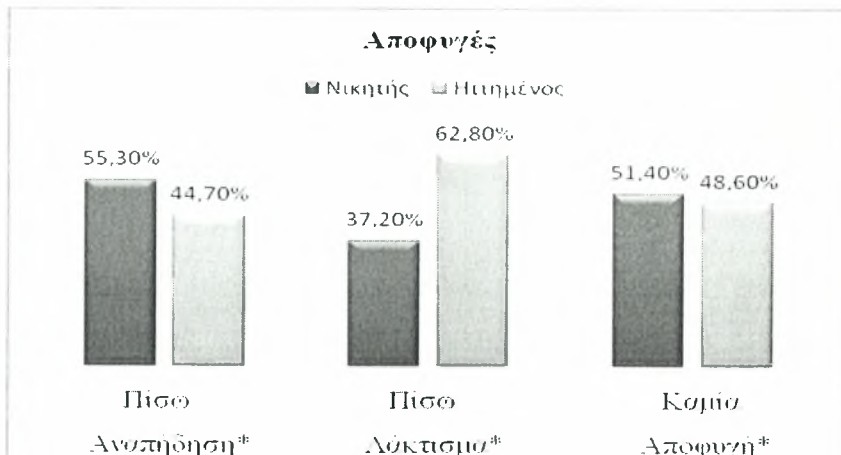 Αποφυγές
Νικητής Ηττημένος
55,30% 44,70% 37,20% 62,80% 51,40% 48,60%
Πίσω Πίσω Καμία
Αναπήδηση* Λάκτισμα* Αποφυγή*